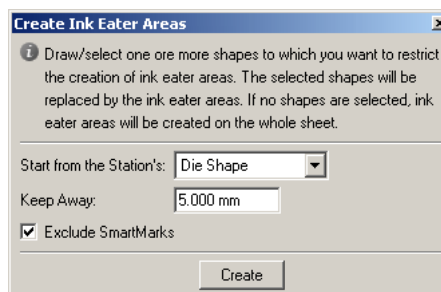 Create Ink Eater Areas
Draw/select one ore more shapes to which you want to restrict
the creation of ink eater areas. The selected shapes will be
replaced by the ink eater areas. If no shapes are selected, ink
eater areas will be created on the whole sheet.
Start from the Station's: Die Shape
Keep Away: 5.000 mm
Exclude SmartMarks
Create